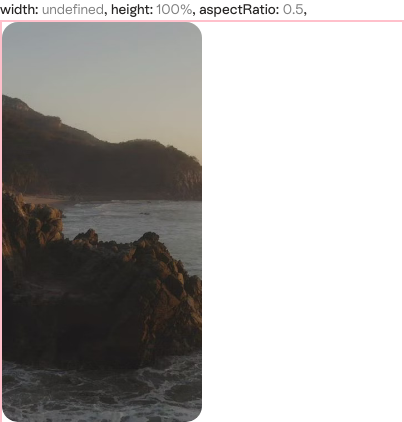 width: undefined, height: 100%, aspectRatio: 0.5,